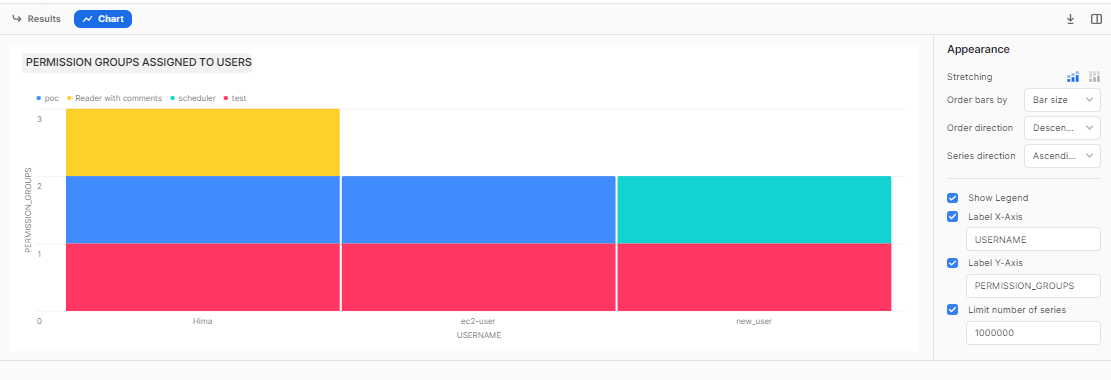 Results
Chart
PERMISSION GROUPS ASSIGNED TO USERS
poc Reader with comments scheduler test
3
2
1
0
PERMISSION_GROUPS
Hima ec2-user new_user
USERNAME
Appearance
Stretching
Order bars by Bar size
Order direction Descen...
Series direction Ascendi...
Show Legend
Label X-Axis
USERNAME
Label Y-Axis
PERMISSION_GROUPS
Limit number of series
1000000